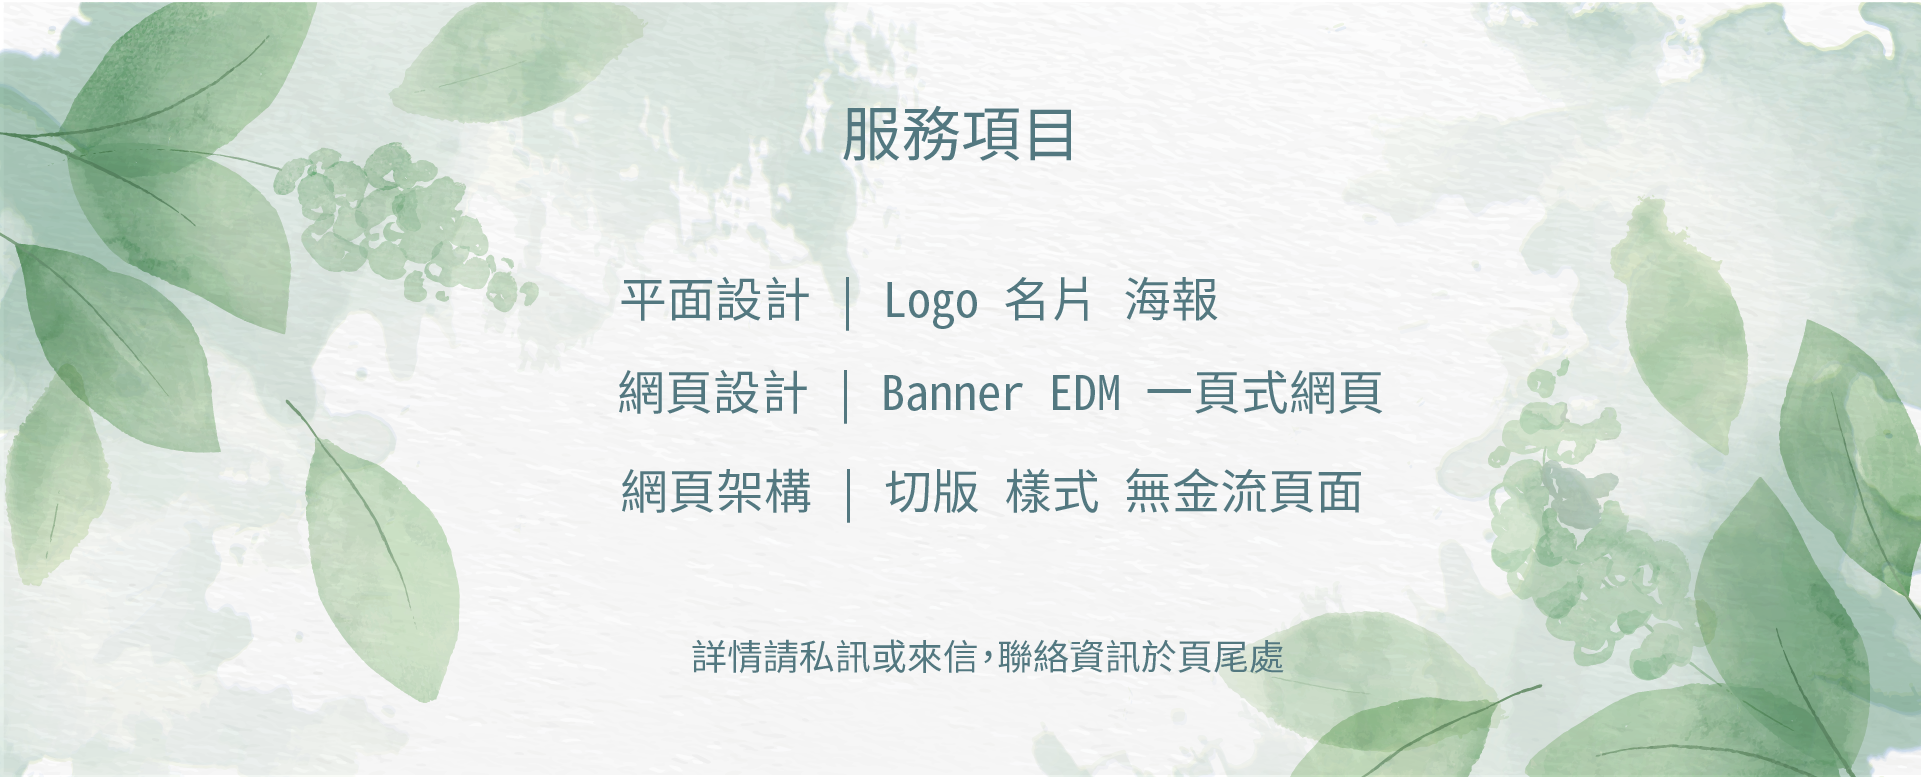 服務項目
平面設計 | Logo 名片 海報
網頁設計 | Banner EDM 一頁式網頁
網頁架構 | 切版 樣式 無金流頁面
詳情請私訊或來信，聯絡資訊於頁尾處